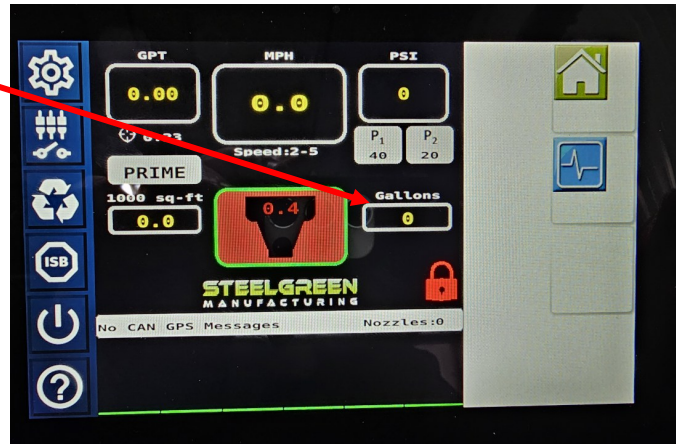 GPT MPH PSI
0.00 0.0 0
Speed:2-5
P1 P2
40 20
PRIME
1000 sq-ft Gallons
0.0 0.4 0
ISB
STEELGREEN
MANUFACTURING
No CAN GPS Messages Nozzles:0
?